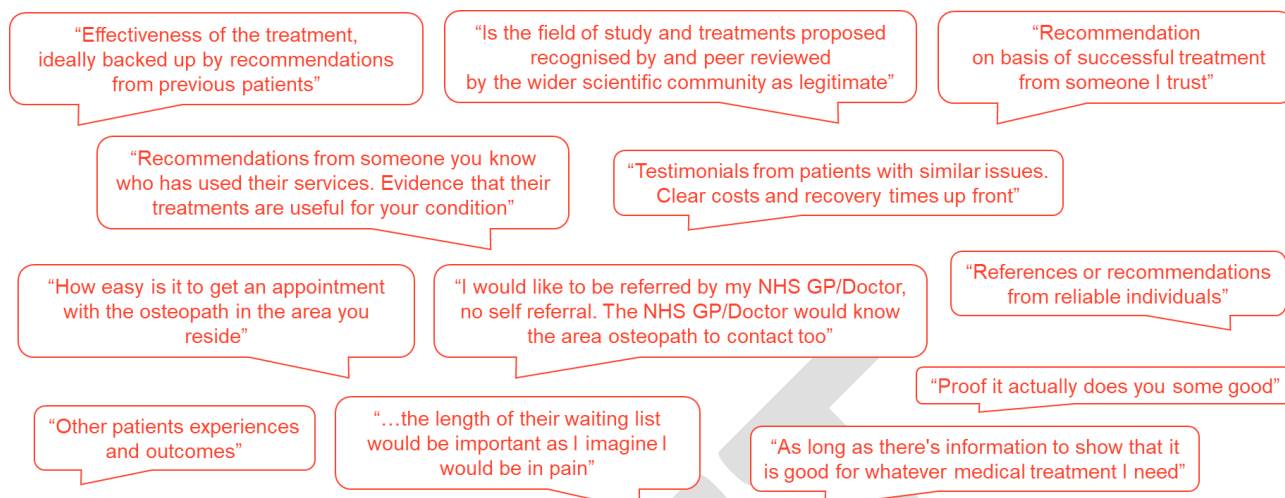 “Effectiveness of the treatment,
ideally backed up by recommendations
from previous patients”
“Is the field of study and treatments proposed
recognised by and peer reviewed
by the wider scientific community as legitimate”
“Recommendation
on basis of successful treatment
from someone I trust”
“Recommendations from someone you know
who has used their services. Evidence that their
treatments are useful for your condition”
“Testimonials from patients with similar issues.
Clear costs and recovery times up front”
“How easy is it to get an appointment
with the osteopath in the area you
reside”
“I would like to be referred by my NHS GP/Doctor,
no self referral. The NHS GP/Doctor would know
the area osteopath to contact too”
“References or recommendations
from reliable individuals”
“Proof it actually does you some good”
“Other patients experiences
and outcomes”
“…the length of their waiting list
would be important as I imagine I
would be in pain”
“As long as there's information to show that it
is good for whatever medical treatment I need”